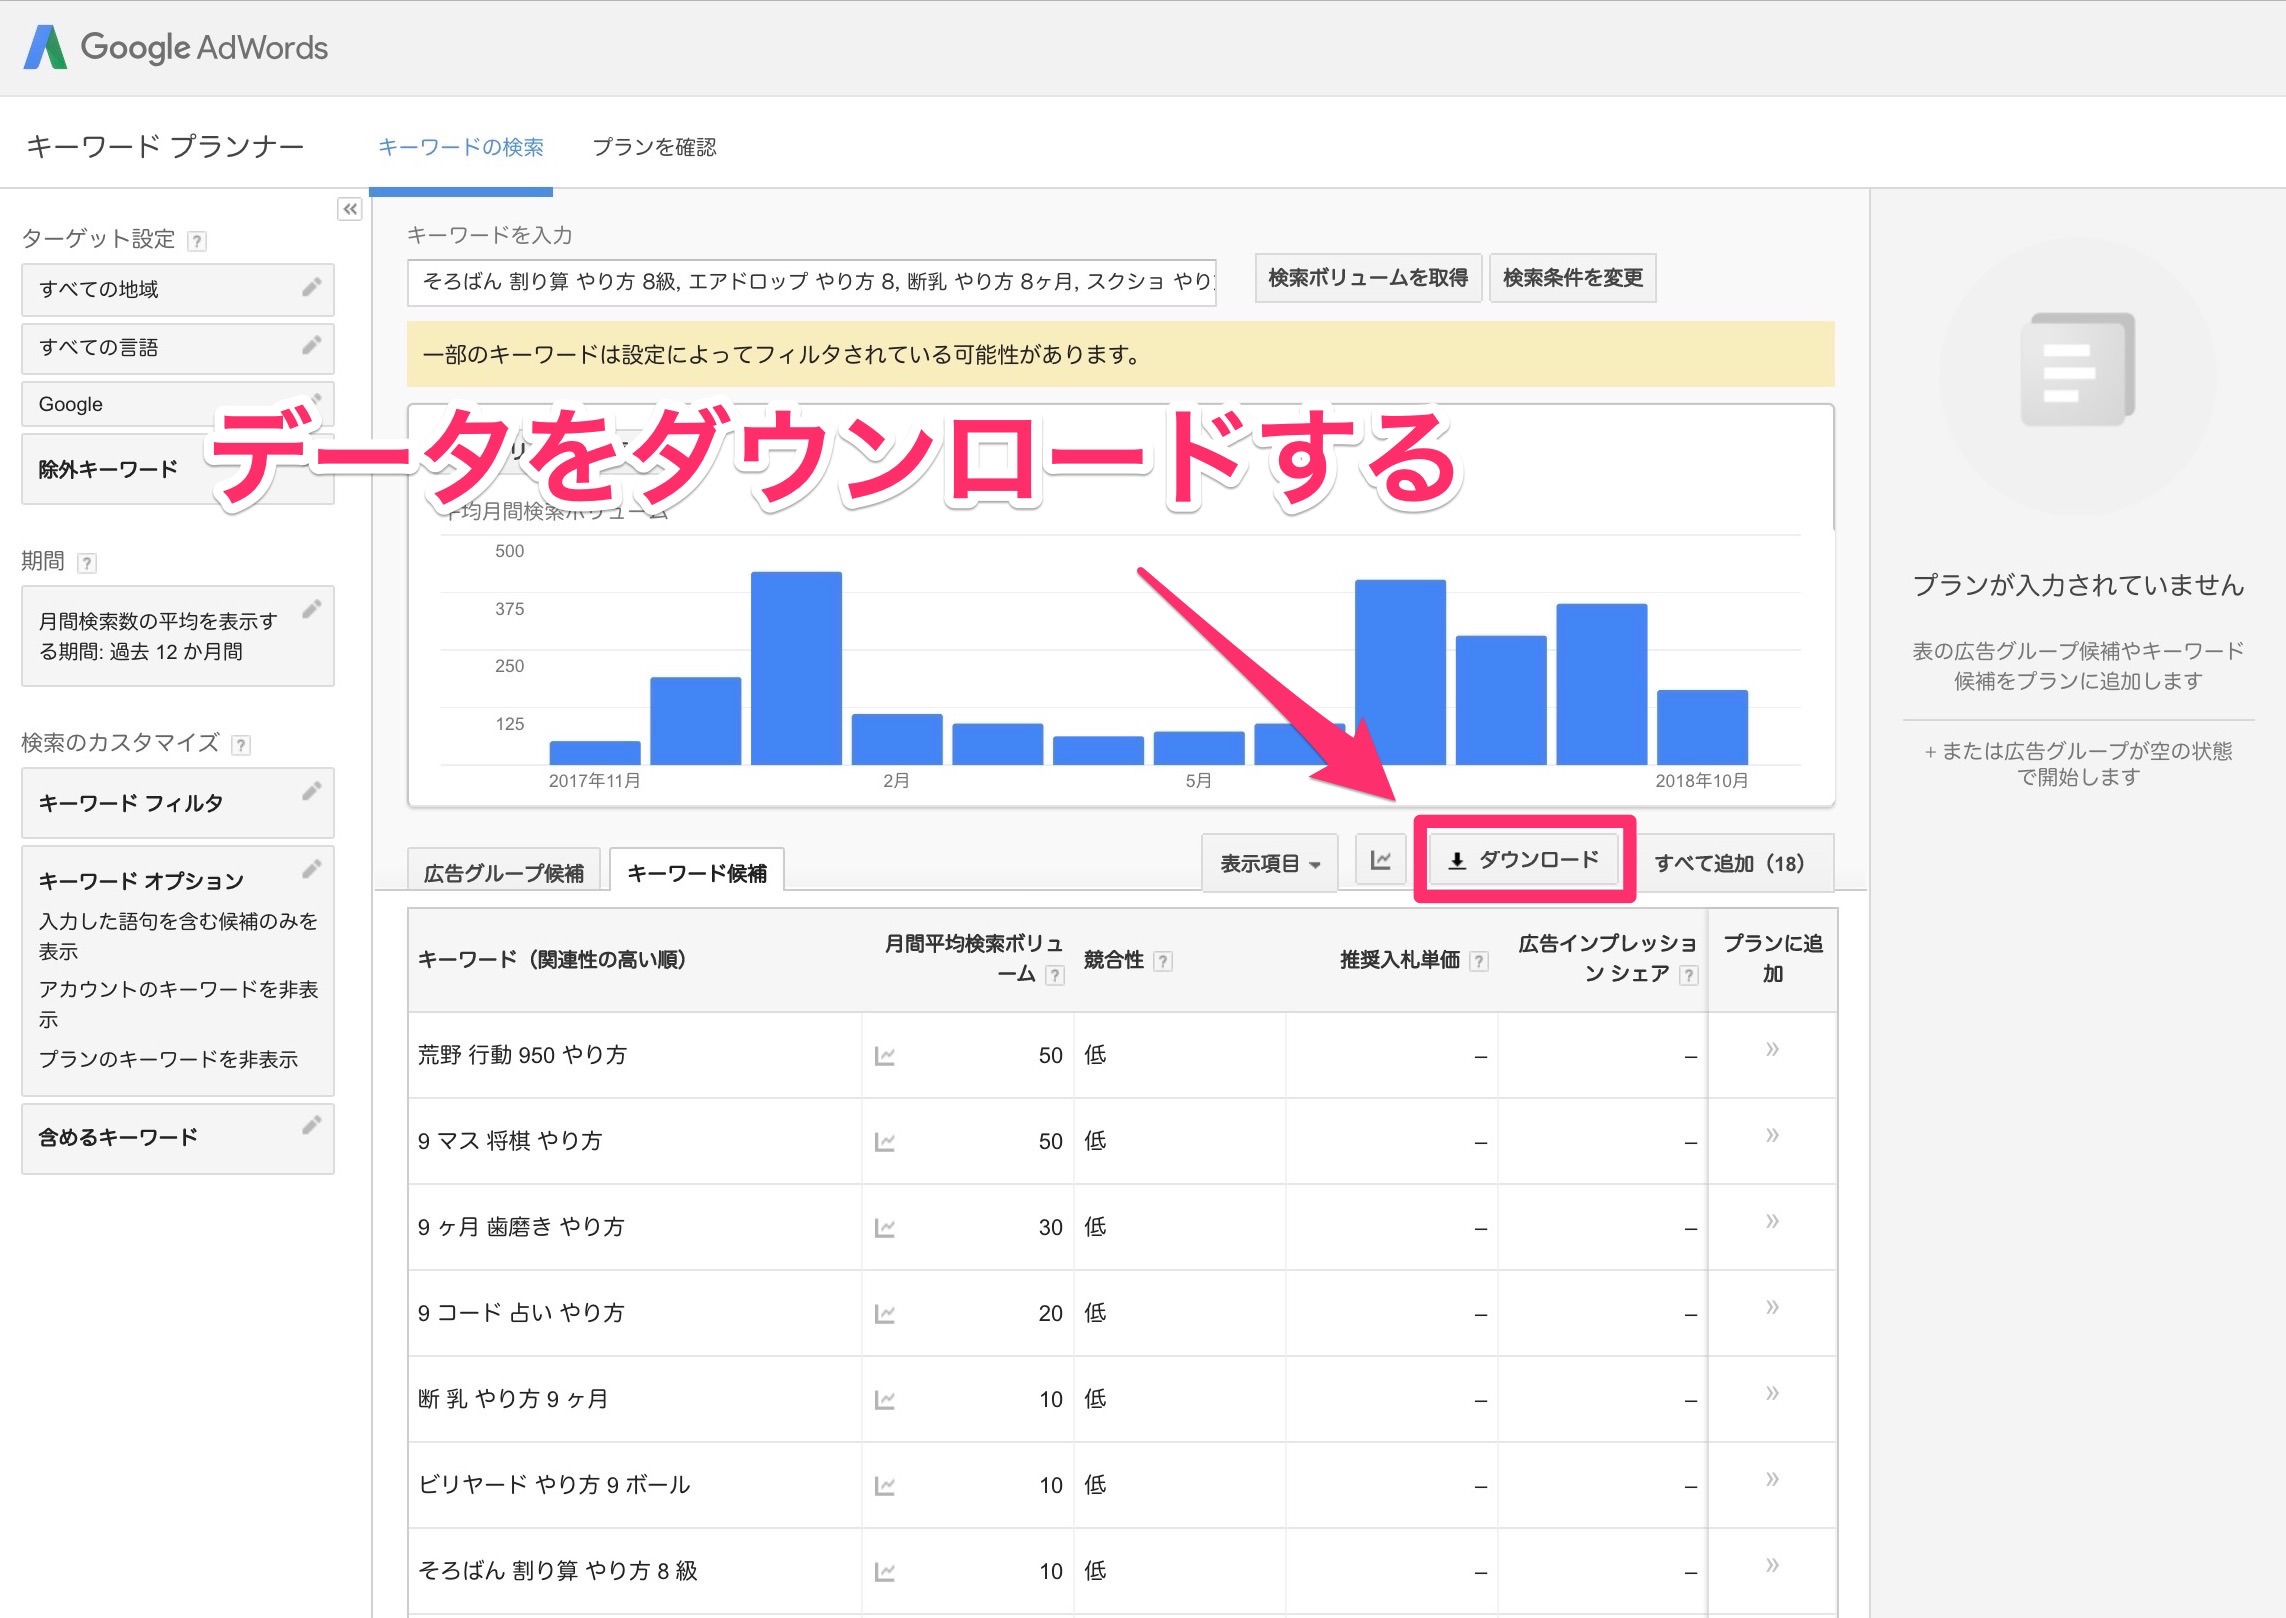 Google AdWords
キーワード プランナー
キーワードの検索
プランを確認
ターゲット設定 ?
すべての地域
すべての言語
Google
除外キーワード
期間 ?
月間検索数の平均を表示す
る期間: 過去 12 か月間
検索のカスタマイズ ?
キーワード フィルタ
キーワード オプション
入力した語句を含む候補のみを
表示
アカウントのキーワードを非表
示
プランのキーワードを非表示
含めるキーワード
キーワードを入力
そろばん 割り算 やり方 8級, エアドロップ やり方 8, 断乳 やり方 8ヶ月, スクショ やり
検索ボリュームを取得
検索条件を変更
一部のキーワードは設定によってフィルタされている可能性があります。
データをダウンロードする
平均月間検索ボリューム
500
375
250
125
2017年11月 2月 5月 2018年10月
広告グループ候補
キーワード候補
表示項目
ダウンロード
すべて追加（18）
キーワード（関連性の高い順）
月間平均検索ボリュ
ーム ?
競合性 ?
推奨入札単価 ?
広告インプレッショ
ン シェア ?
プランに追
加
荒野 行動 950 やり方 50 低 – – »
9 マス 将棋 やり方 50 低 – – »
9 ヶ月 歯磨き やり方 30 低 – – »
9 コード 占い やり方 20 低 – – »
断 乳 やり方 9 ヶ月 10 低 – – »
ビリヤード やり方 9 ボール 10 低 – – »
そろばん 割り算 やり方 8 級 10 低 – – »
プランが入力されていません
表の広告グループ候補やキーワード
候補をプランに追加します
+ または広告グループが空の状態
で開始します